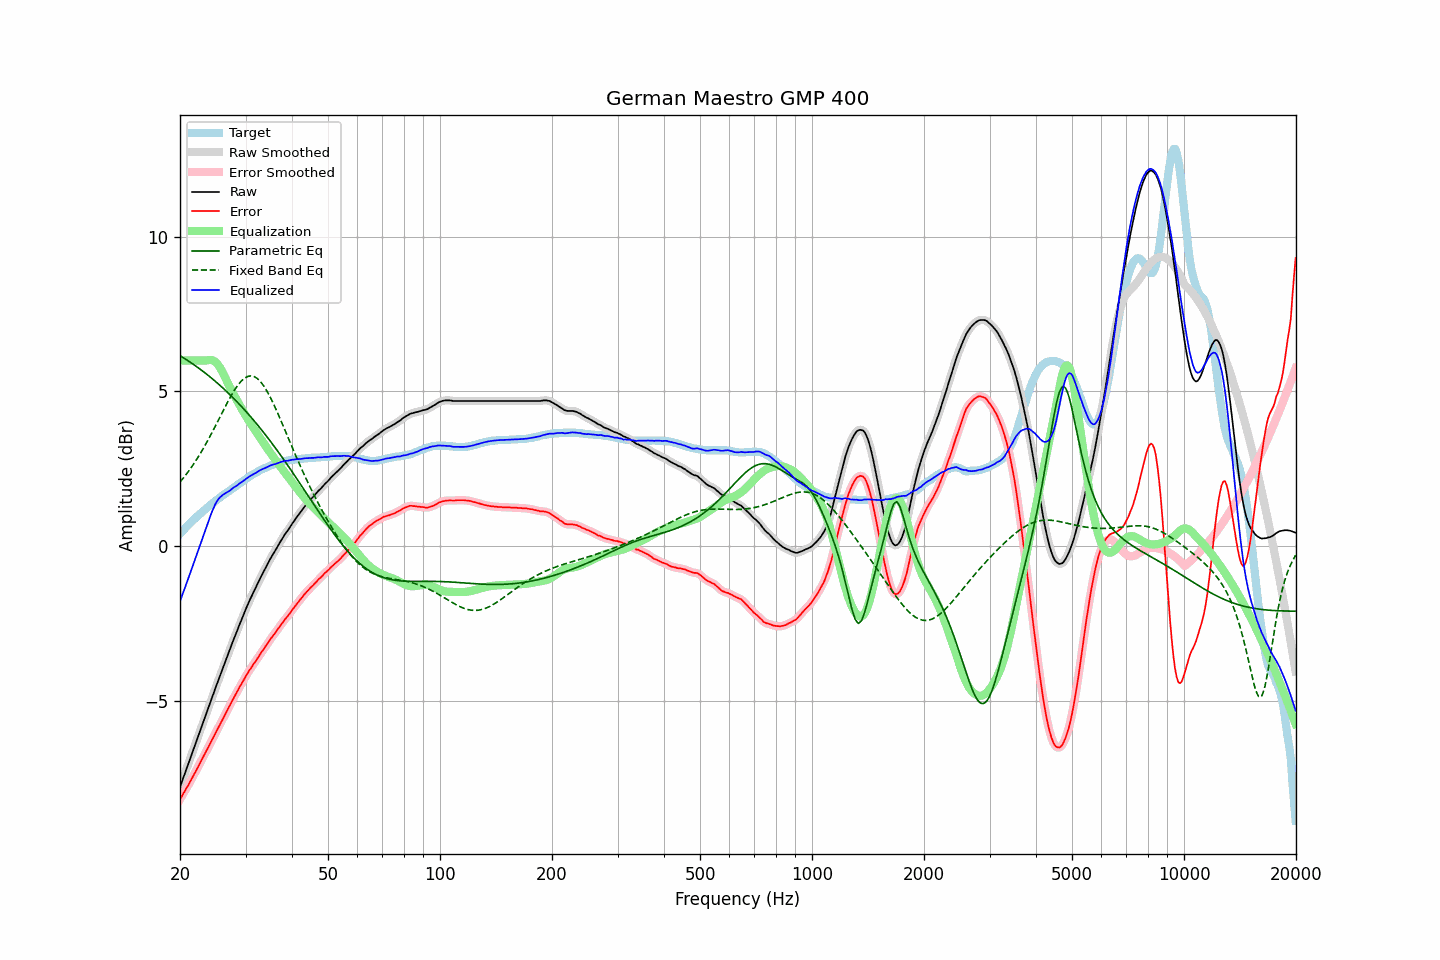 German Maestro GMP 400
Target
Raw Smoothed
Error Smoothed
Raw
Error
Equalization
Parametric Eq
Fixed Band Eq
Equalized
10
5
0
−5
Amplitude (dBr)
20 50 100 200 500 1000 2000 5000 10000 20000
Frequency (Hz)